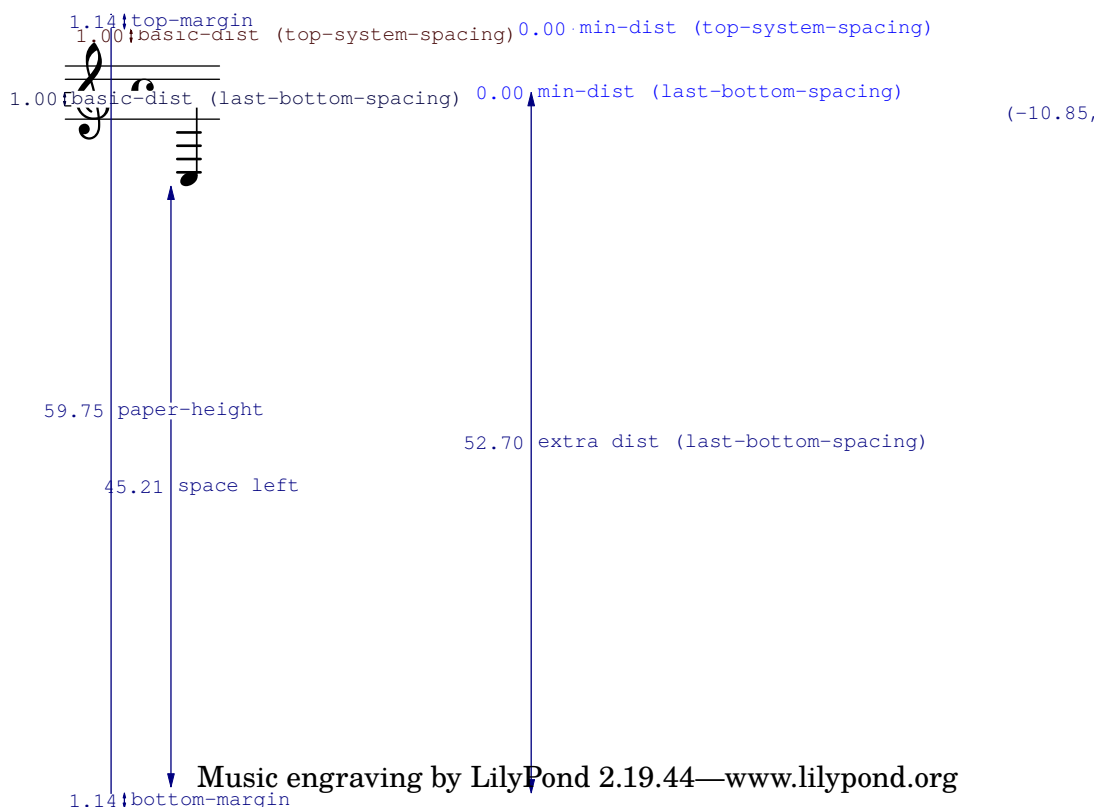 1.14 top-margin
1.00 basic-dist (top-system-spacing) 0.00 min-dist (top-system-spacing)
1.00 basic-dist (last-bottom-spacing) 0.00 min-dist (last-bottom-spacing)
(-10.85,
59.75 paper-height
52.70 extra dist (last-bottom-spacing)
45.21 space left
Music engraving by LilyPond 2.19.44—www.lilypond.org
1.14 bottom-margin